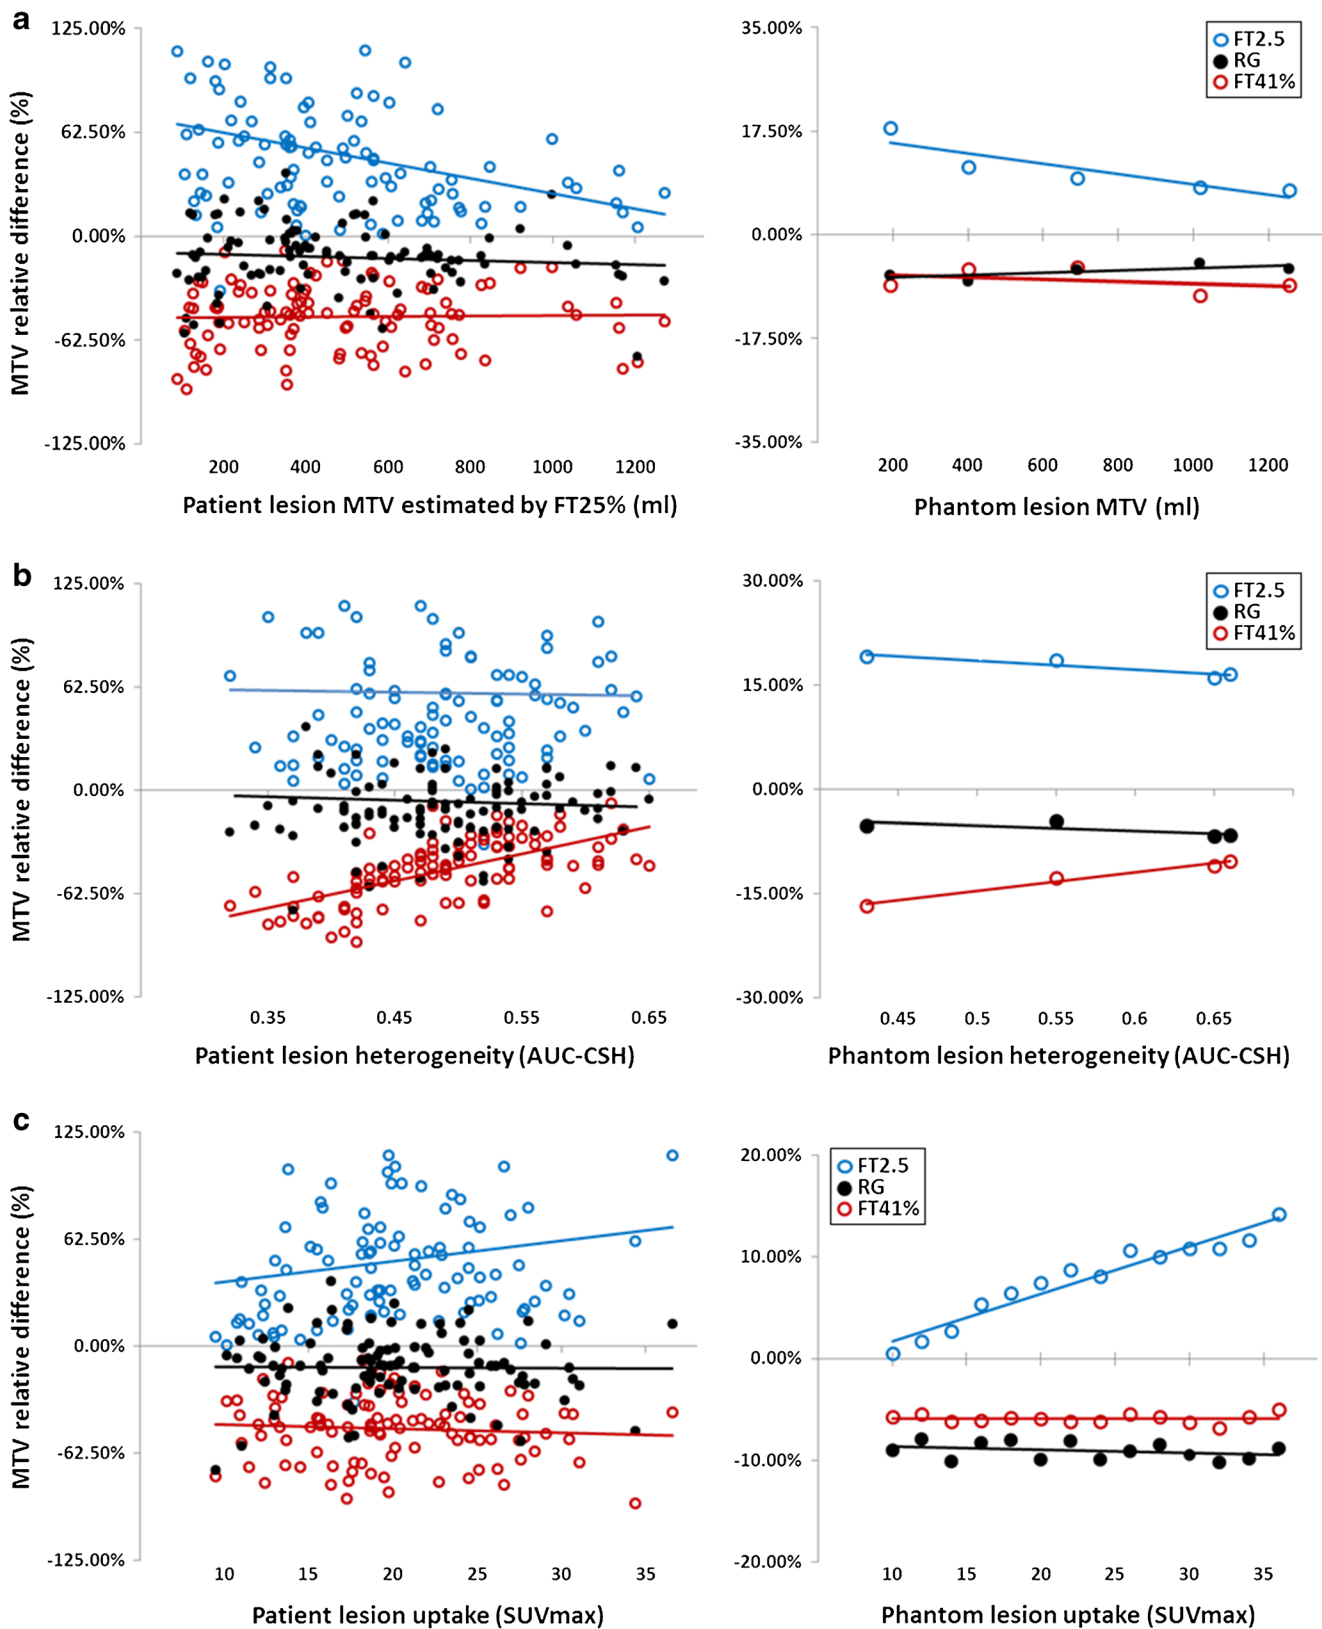 a
125.00%
62.50%
0.00%
-62.50%
-125.00%
MTV relative difference (%)
200 400 600 800 1000 1200
Patient lesion MTV estimated by FT25% (ml)
35.00%
17.50%
0.00%
-17.50%
-35.00%
FT2.5
RG
FT41%
200 400 600 800 1000 1200
Phantom lesion MTV (ml)
b
125.00%
62.50%
0.00%
-62.50%
-125.00%
MTV relative difference (%)
0.35 0.45 0.55 0.65
Patient lesion heterogeneity (AUC-CSH)
30.00%
15.00%
0.00%
-15.00%
-30.00%
FT2.5
RG
FT41%
0.45 0.5 0.55 0.6 0.65
Phantom lesion heterogeneity (AUC-CSH)
c
125.00%
62.50%
0.00%
-62.50%
-125.00%
MTV relative difference (%)
10 15 20 25 30 35
Patient lesion uptake (SUVmax)
20.00%
10.00%
0.00%
-10.00%
-20.00%
FT2.5
RG
FT41%
10 15 20 25 30 35
Phantom lesion uptake (SUVmax)